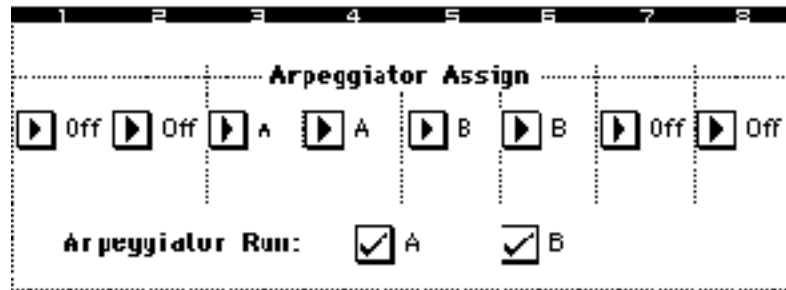 1 2 3 4 5 6 7 8
Arpeggiator Assign
Off Off A A B B Off Off
Arpeggiator Run: A B